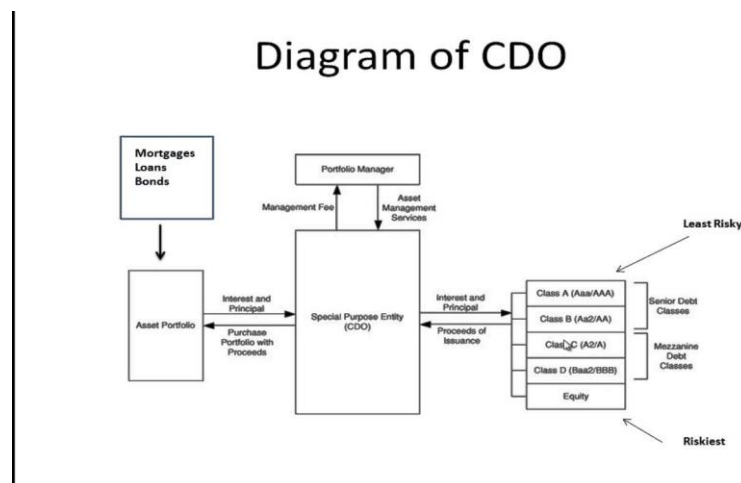 Diagram of CDO
Mortgages
Loans
Bonds
Portfolio Manager
Management Fee
Asset
Management
Services
Least Risky
Asset Portfolio
Interest and
Principal
Purchase
Portfolio with
Proceeds
Special Purpose Entity
(CDO)
Interest and
Principal
Proceeds of
Issuance
Class A (Aaa/AAA)
Class B (Aa2/AA)
Class C (A2/A)
Class D (Baa2/BBB)
Equity
Senior Debt
Classes
Mezzanine
Debt
Classes
Riskiest